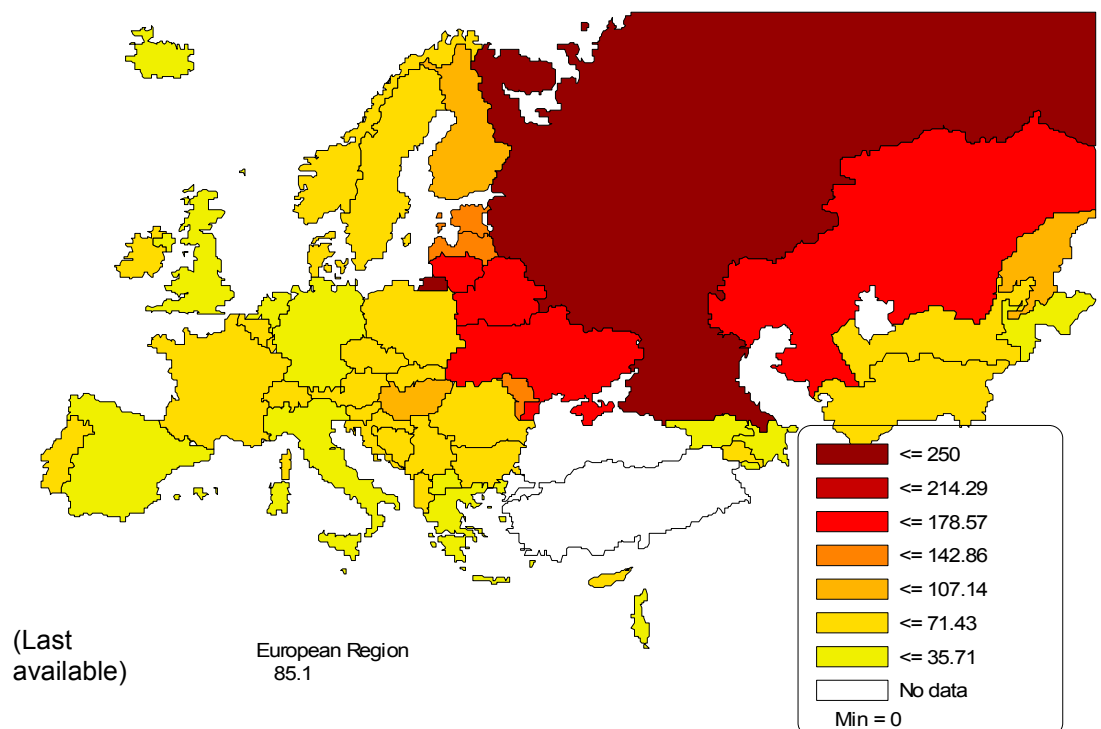 <= 250
<= 214.29
<= 178.57
<= 142.86
<= 107.14
<= 71.43
<= 35.71
No data
Min = 0
(Last
available)
European Region
85.1